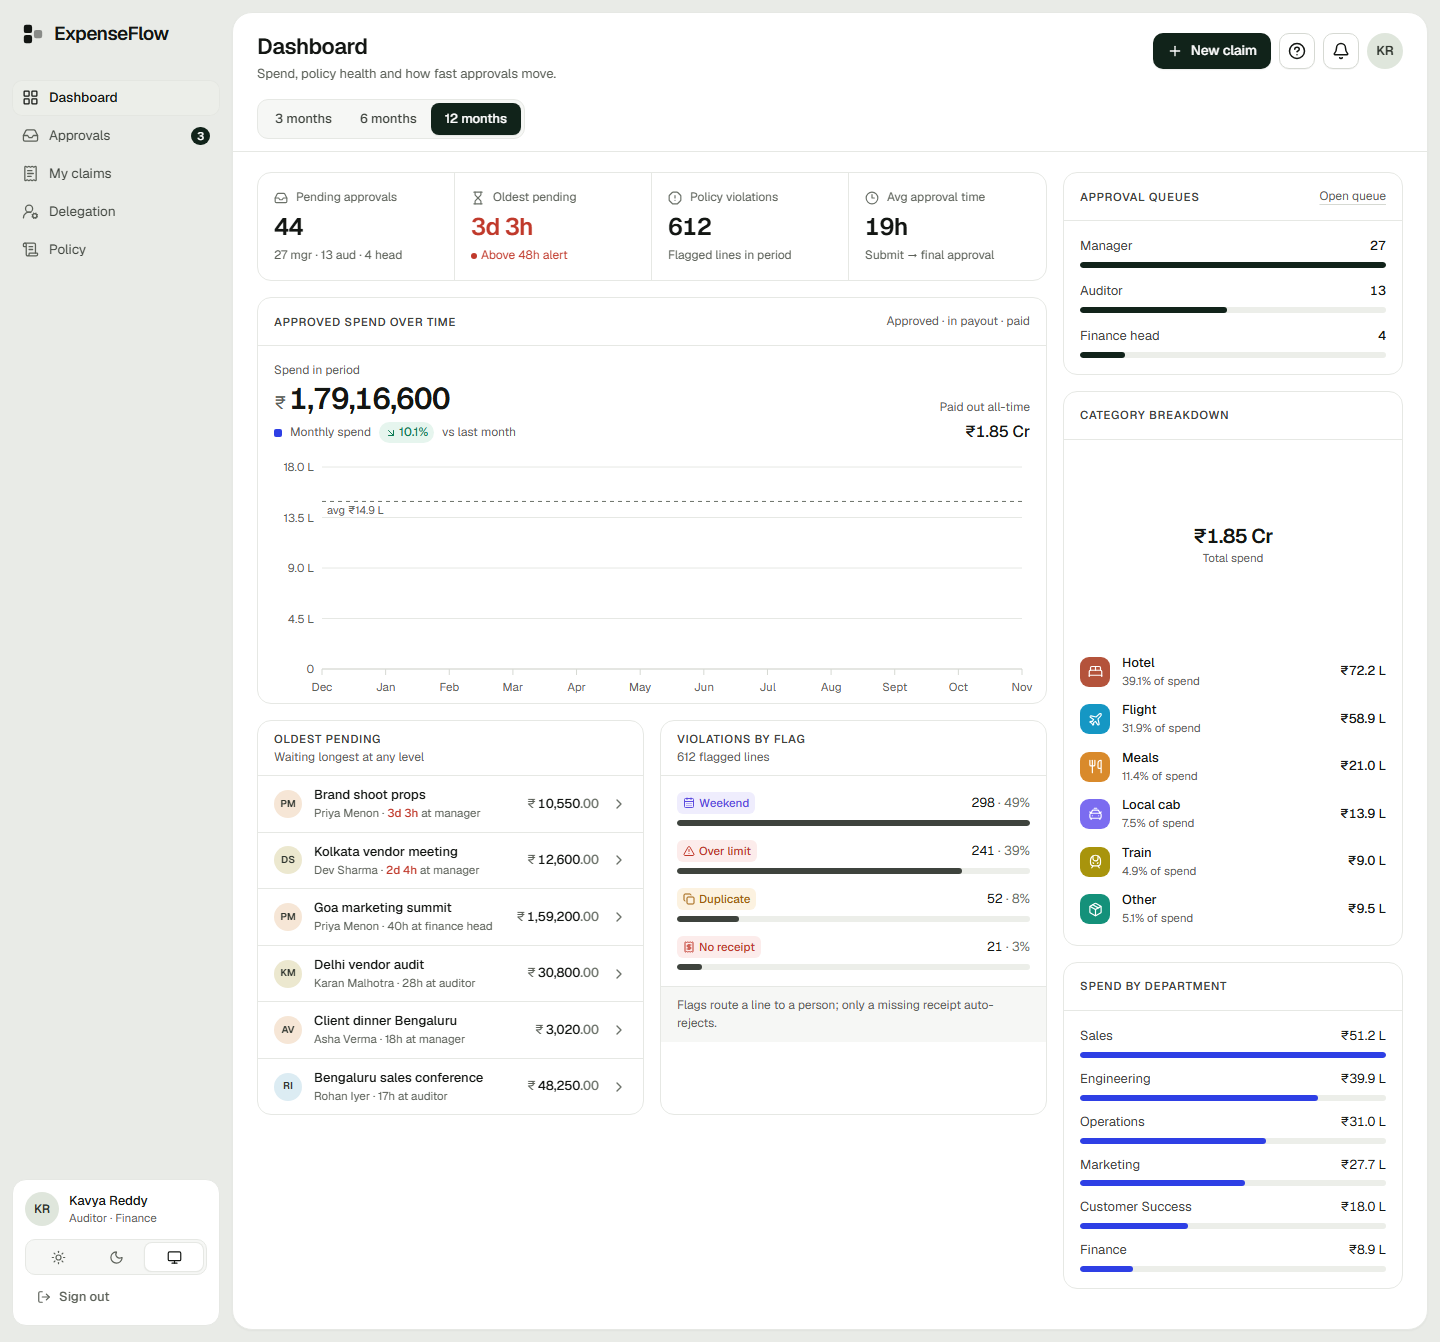 ExpenseFlow
Dashboard
Approvals
3
My claims
Delegation
Policy
KR
Kavya Reddy
Auditor · Finance
Sign out
Dashboard
Spend, policy health and how fast approvals move.
New claim
KR
3 months
6 months
12 months
Pending approvals
44
27 mgr · 13 aud · 4 head
Oldest pending
3d 3h
Above 48h alert
Policy violations
612
Flagged lines in period
Avg approval time
19h
Submit → final approval
APPROVED SPEND OVER TIME
Approved · in payout · paid
Spend in period
₹ 1,79,16,600
Monthly spend
↘ 10.1%
vs last month
Paid out all-time
₹1.85 Cr
18.0 L
avg ₹14.9 L
13.5 L
9.0 L
4.5 L
0
Dec
Jan
Feb
Mar
Apr
May
Jun
Jul
Aug
Sept
Oct
Nov
OLDEST PENDING
Waiting longest at any level
PM
Brand shoot props
Priya Menon · 3d 3h at manager
₹ 10,550.00
DS
Kolkata vendor meeting
Dev Sharma · 2d 4h at manager
₹ 12,600.00
PM
Goa marketing summit
Priya Menon · 40h at finance head
₹ 1,59,200.00
KM
Delhi vendor audit
Karan Malhotra · 28h at auditor
₹ 30,800.00
AV
Client dinner Bengaluru
Asha Verma · 18h at manager
₹ 3,020.00
RI
Bengaluru sales conference
Rohan Iyer · 17h at auditor
₹ 48,250.00
VIOLATIONS BY FLAG
612 flagged lines
Weekend
298 · 49%
Over limit
241 · 39%
Duplicate
52 · 8%
No receipt
21 · 3%
Flags route a line to a person; only a missing receipt auto-
rejects.
APPROVAL QUEUES
Open queue
Manager
27
Auditor
13
Finance head
4
CATEGORY BREAKDOWN
₹1.85 Cr
Total spend
Hotel
39.1% of spend
₹72.2 L
Flight
31.9% of spend
₹58.9 L
Meals
11.4% of spend
₹21.0 L
Local cab
7.5% of spend
₹13.9 L
Train
4.9% of spend
₹9.0 L
Other
5.1% of spend
₹9.5 L
SPEND BY DEPARTMENT
Sales
₹51.2 L
Engineering
₹39.9 L
Operations
₹31.0 L
Marketing
₹27.7 L
Customer Success
₹18.0 L
Finance
₹8.9 L